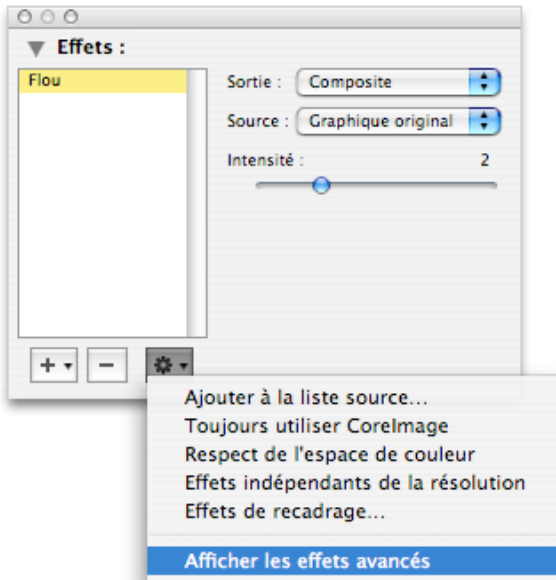 Effets :
Flou
Sortie : Composite
Source : Graphique original
Intensité : 2
Ajouter à la liste source...
Toujours utiliser CoreImage
Respect de l'espace de couleur
Effets indépendants de la résolution
Effets de recadrage...
Afficher les effets avancés